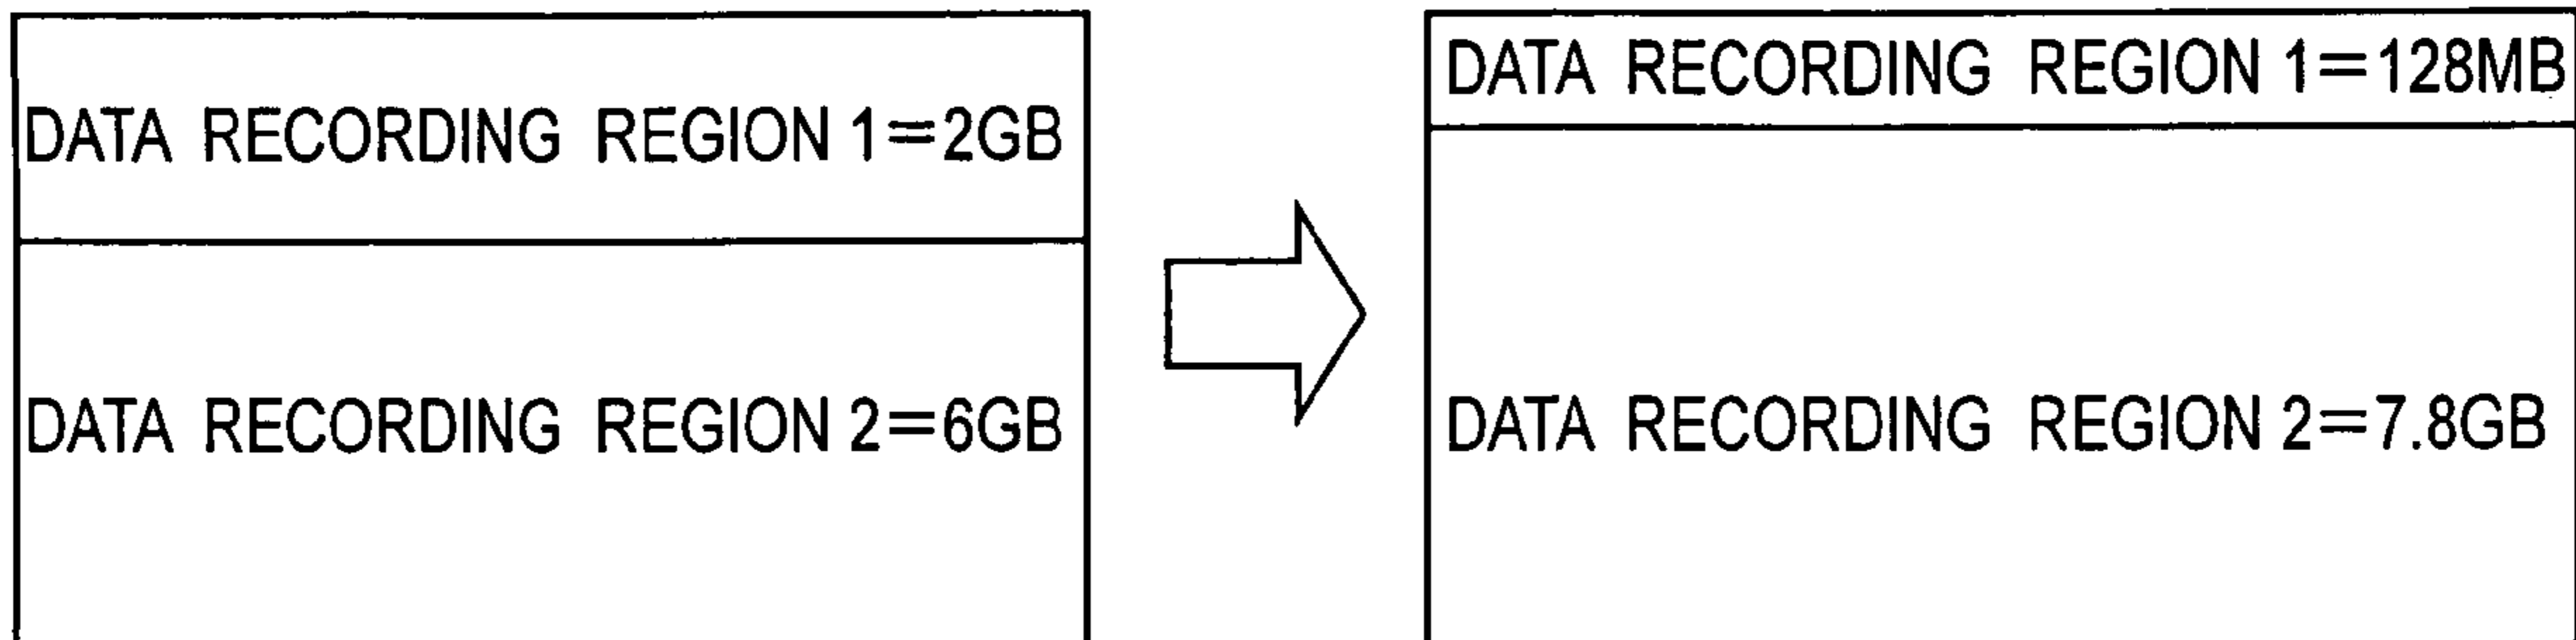 DATA RECORDING REGION 1=2GB
DATA RECORDING REGION 2=6GB
DATA RECORDING REGION 1=128MB
DATA RECORDING REGION 2=7.8GB